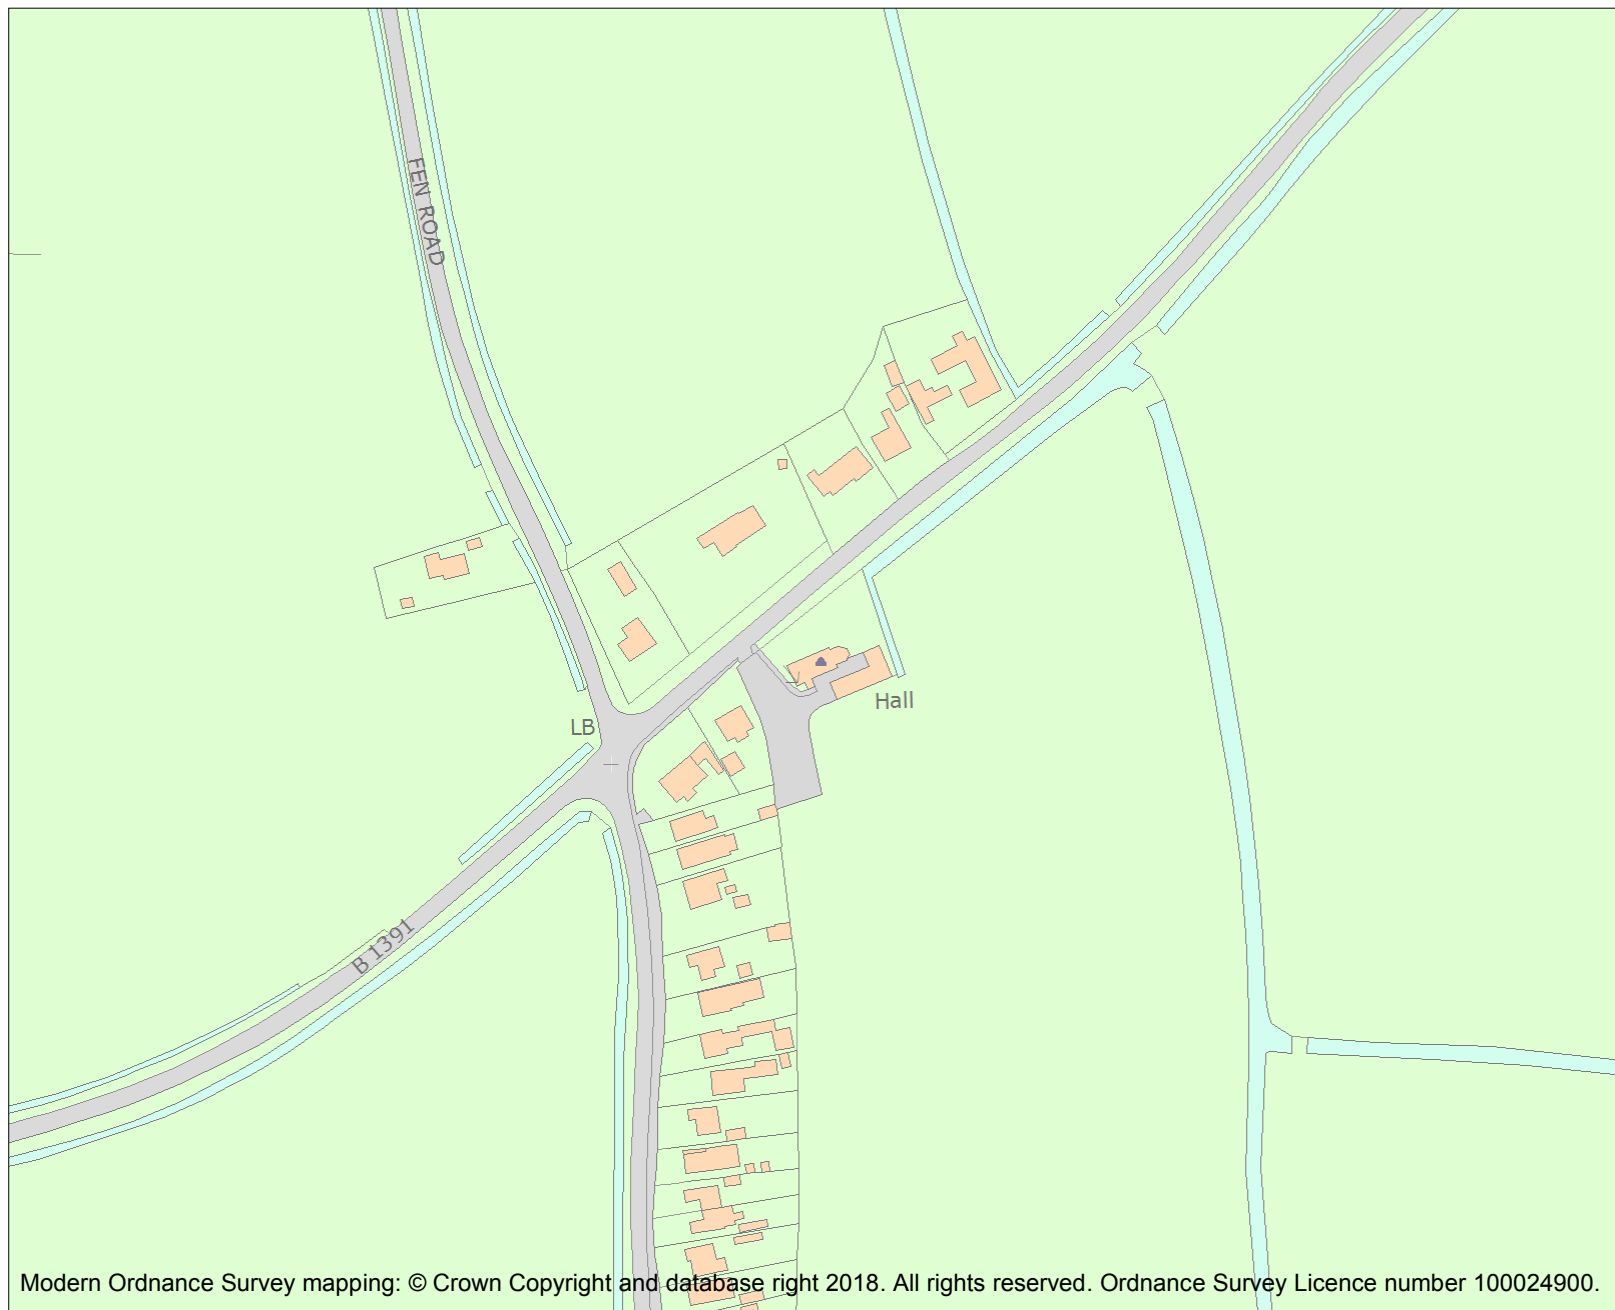 FEN ROAD
Hall
LB
B 1391
Modern Ordnance Survey mapping: © Crown Copyright and database right 2018. All rights reserved. Ordnance Survey Licence number 100024900.